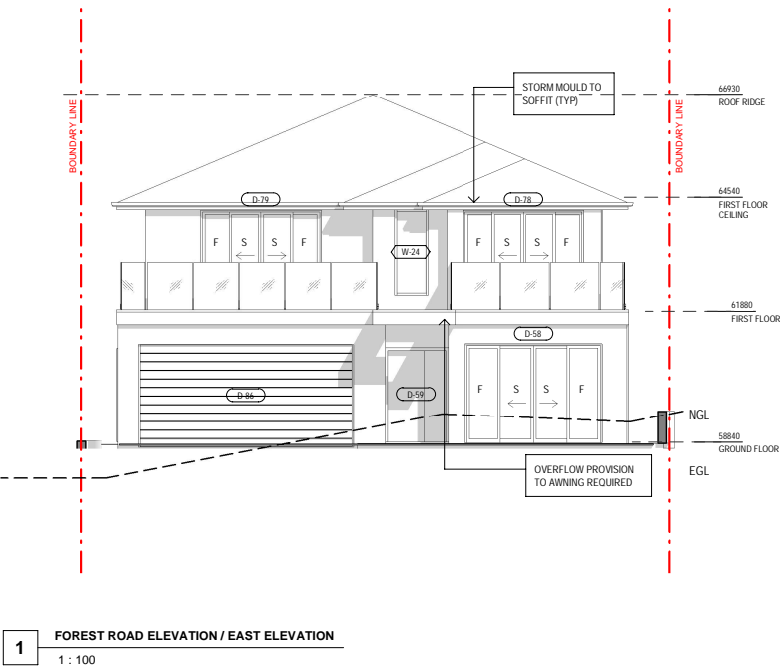 STORM MOULD TO
SOFFIT (TYP)
66930
ROOF RIDGE
BOUNDARY LINE
BOUNDARY LINE
D-79
D-78
64540
FIRST FLOOR
CEILING
F S S F
W-24
F S S F
61880
FIRST FLOOR
D-58
D-86
D-59
F S S F
NGL
58840
GROUND FLOOR
OVERFLOW PROVISION
TO AWNING REQUIRED
EGL
1
FOREST ROAD ELEVATION / EAST ELEVATION
1 : 100